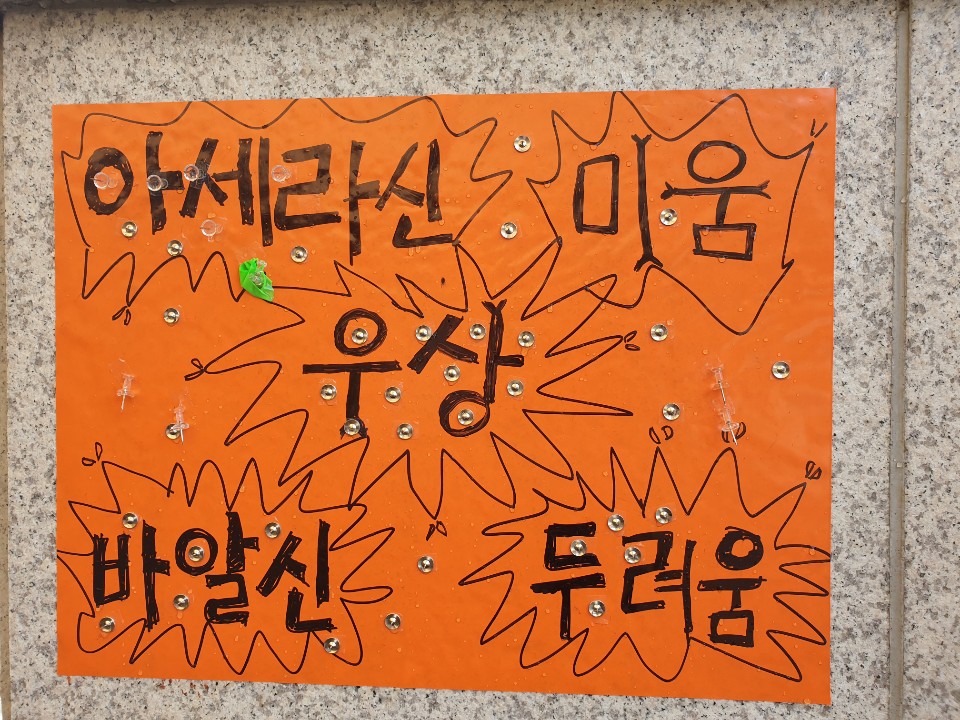 아세라신 미움
우상
바알신 두려움